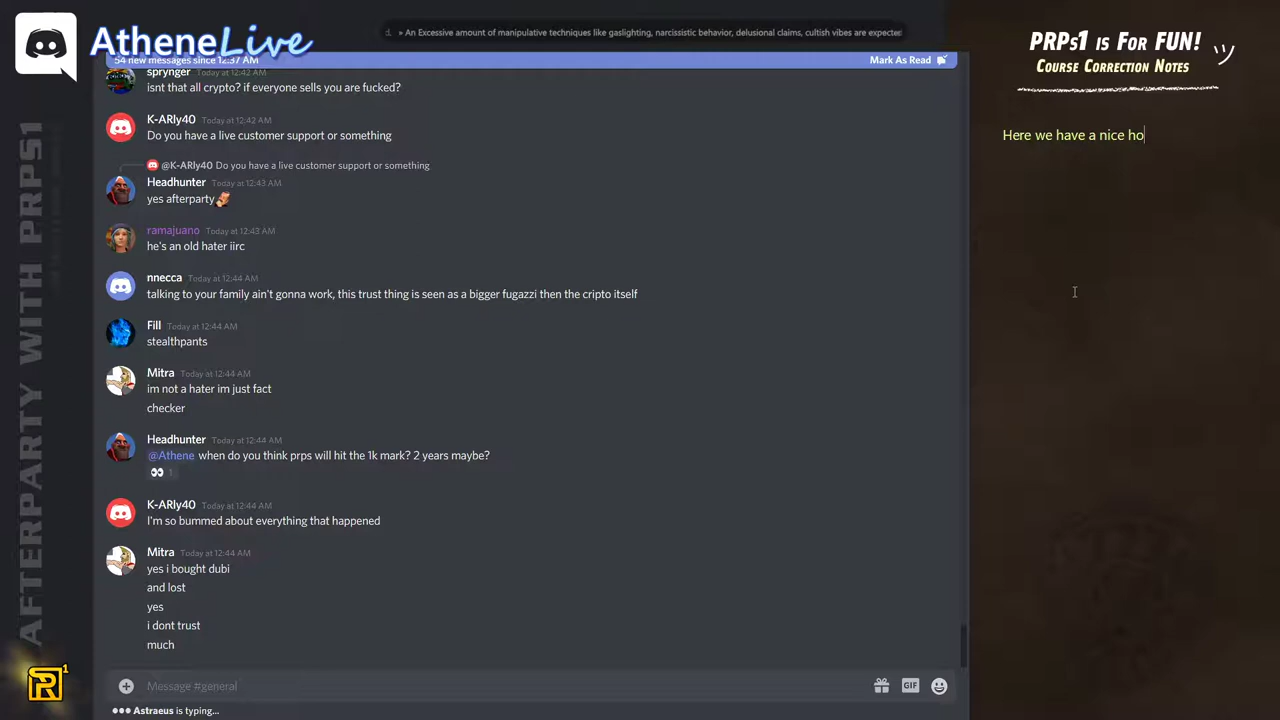 AtheneLive
. » An Excessive amount of manipulative techniques like gaslighting, narcissistic behavior, delusional claims, cultish vibes are expected
54 new messages since 12:37 AM
Mark As Read
sprynger Today at 12:42 AM
isnt that all crypto? if everyone sells you are fucked?
K-ARly40 Today at 12:42 AM
Do you have a live customer support or something
@K-ARly40 Do you have a live customer support or something
Headhunter Today at 12:43 AM
yes afterparty
ramajuano Today at 12:43 AM
he's an old hater iirc
nnecca Today at 12:44 AM
talking to your family ain't gonna work, this trust thing is seen as a bigger fugazzi then the cripto itself
Fill Today at 12:44 AM
stealthpants
Mitra Today at 12:44 AM
im not a hater im just fact
checker
Headhunter Today at 12:44 AM
@Athene when do you think prps will hit the 1k mark? 2 years maybe?
1
K-ARly40 Today at 12:44 AM
I'm so bummed about everything that happened
Mitra Today at 12:44 AM
yes i bought dubi
and lost
yes
i dont trust
much
Message #general
GIF
Astraeus is typing...
PRPs1 is For FUN! ツ
Course Correction Notes
Here we have a nice ho
AFTERPARTY WITH PRPS1